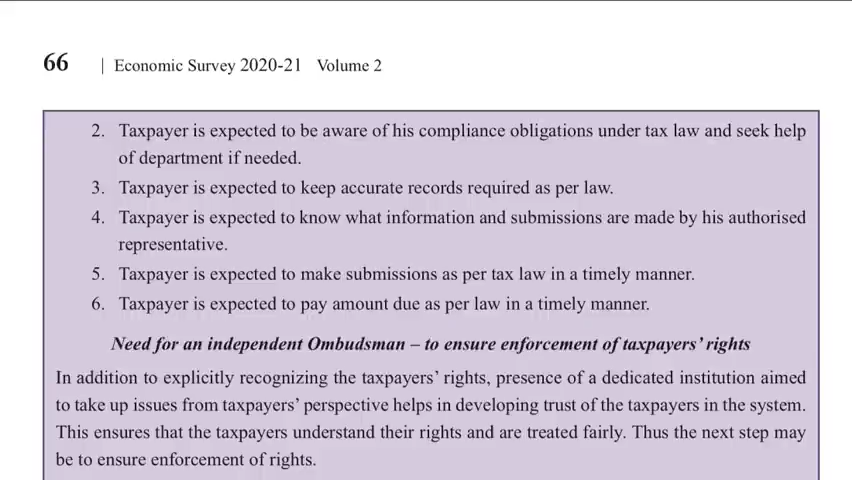 66 | Economic Survey 2020-21 Volume 2
2. Taxpayer is expected to be aware of his compliance obligations under tax law and seek help
of department if needed.
3. Taxpayer is expected to keep accurate records required as per law.
4. Taxpayer is expected to know what information and submissions are made by his authorised
representative.
5. Taxpayer is expected to make submissions as per tax law in a timely manner.
6. Taxpayer is expected to pay amount due as per law in a timely manner.
Need for an independent Ombudsman – to ensure enforcement of taxpayers’ rights
In addition to explicitly recognizing the taxpayers’ rights, presence of a dedicated institution aimed
to take up issues from taxpayers’ perspective helps in developing trust of the taxpayers in the system.
This ensures that the taxpayers understand their rights and are treated fairly. Thus the next step may
be to ensure enforcement of rights.